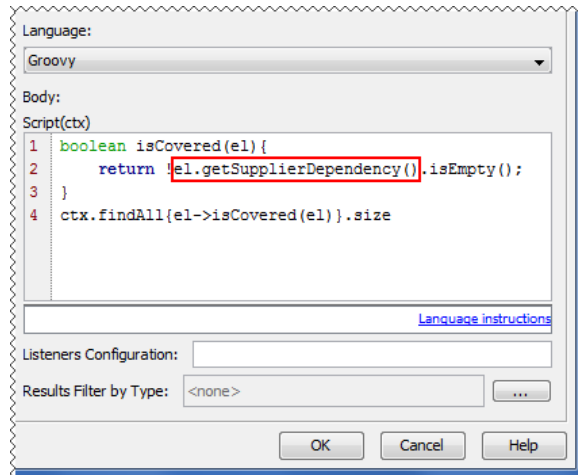 Language:
Groovy
Body:
Script(ctx)
1 boolean isCovered(el){
2 return !el.getSupplierDependency().isEmpty();
3 }
4 ctx.findAll{el->isCovered(el)}.size
Language instructions
Listeners Configuration:
Results Filter by Type: <none> ...
OK Cancel Help